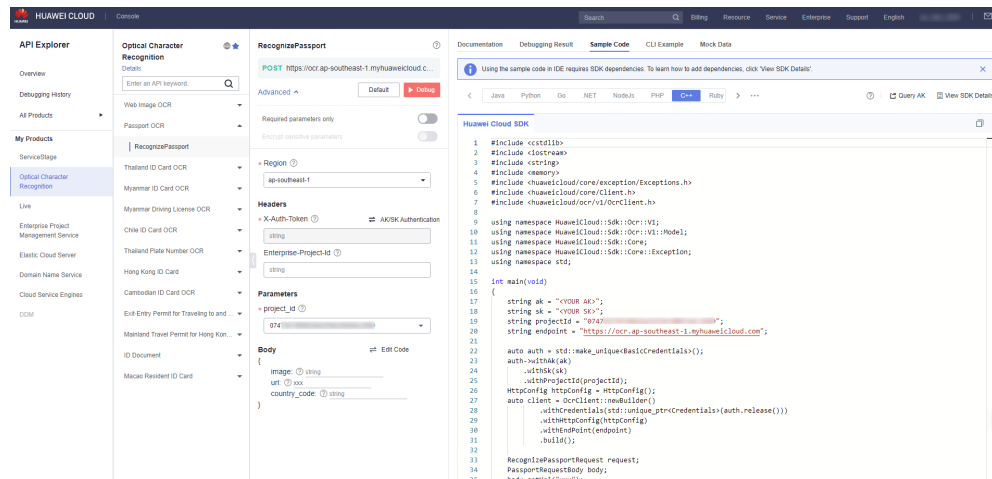 HUAWEI
HUAWEI CLOUD
Console
Search
Billing
Resource
Service
Enterprise
Support
English
API Explorer
Overview
Debugging History
All Products
My Products
ServiceStage
Optical Character
Recognition
Live
Enterprise Project
Management Service
Elastic Cloud Server
Domain Name Service
Cloud Service Engines
DDM
Optical Character
Recognition
Details
Enter an API keyword.
Web Image OCR
Passport OCR
RecognizePassport
Thailand ID Card OCR
Myanmar ID Card OCR
Myanmar Driving License OCR
Chile ID Card OCR
Thailand Plate Number OCR
Hong Kong ID Card
Cambodian ID Card OCR
Exit-Entry Permit for Traveling to and ...
Mainland Travel Permit for Hong Kon...
ID Document
Macao Resident ID Card
RecognizePassport
POST https://ocr.ap-southeast-1.myhuaweicloud.c...
Advanced
Default
Debug
Required parameters only
Encrypt sensitive parameters
* Region
ap-southeast-1
Headers
* X-Auth-Token
AK/SK Authentication
string
Enterprise-Project-Id
string
Parameters
* project_id
074
Body
Edit Code
{
image: string
url: xxx
country_code: string
}
Documentation
Debugging Result
Sample Code
CLI Example
Mock Data
Using the sample code in IDE requires SDK dependencies. To learn how to add dependencies, click 'View SDK Details'.
Java
Python
Go
.NET
NodeJs
PHP
C++
Ruby
Query AK
View SDK Details
Huawei Cloud SDK
1 #include <cstdlib>
2 #include <iostream>
3 #include <string>
4 #include <memory>
5 #include <huaweicloud/core/exception/Exceptions.h>
6 #include <huaweicloud/core/Client.h>
7 #include <huaweicloud/ocr/v1/OcrClient.h>
8
9 using namespace HuaweiCloud::Sdk::Ocr::V1;
10 using namespace HuaweiCloud::Sdk::Ocr::V1::Model;
11 using namespace HuaweiCloud::Sdk::Core;
12 using namespace HuaweiCloud::Sdk::Core::Exception;
13 using namespace std;
14
15 int main(void)
16 {
17 string ak = "<YOUR AK>";
18 string sk = "<YOUR SK>";
19 string projectId = "0747 ";
20 string endpoint = "https://ocr.ap-southeast-1.myhuaweicloud.com";
21
22 auto auth = std::make_unique<BasicCredentials>();
23 auth->withAk(ak)
24 .withSk(sk)
25 .withProjectId(projectId);
26 HttpConfig httpConfig = HttpConfig();
27 auto client = OcrClient::newBuilder()
28 .withCredentials(std::unique_ptr<Credentials>(auth.release()))
29 .withHttpConfig(httpConfig)
30 .withEndPoint(endpoint)
31 .build();
32
33 RecognizePassportRequest request;
34 PassportRequestBody body;